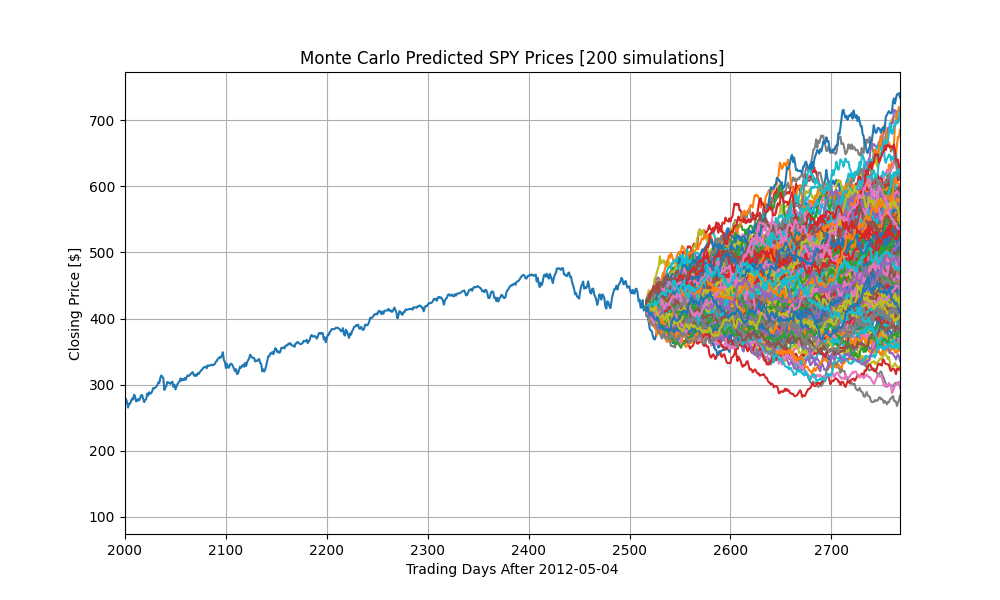 Monte Carlo Predicted SPY Prices [200 simulations]
Closing Price [$]
700
600
500
400
300
200
100
2000 2100 2200 2300 2400 2500 2600 2700
Trading Days After 2012-05-04